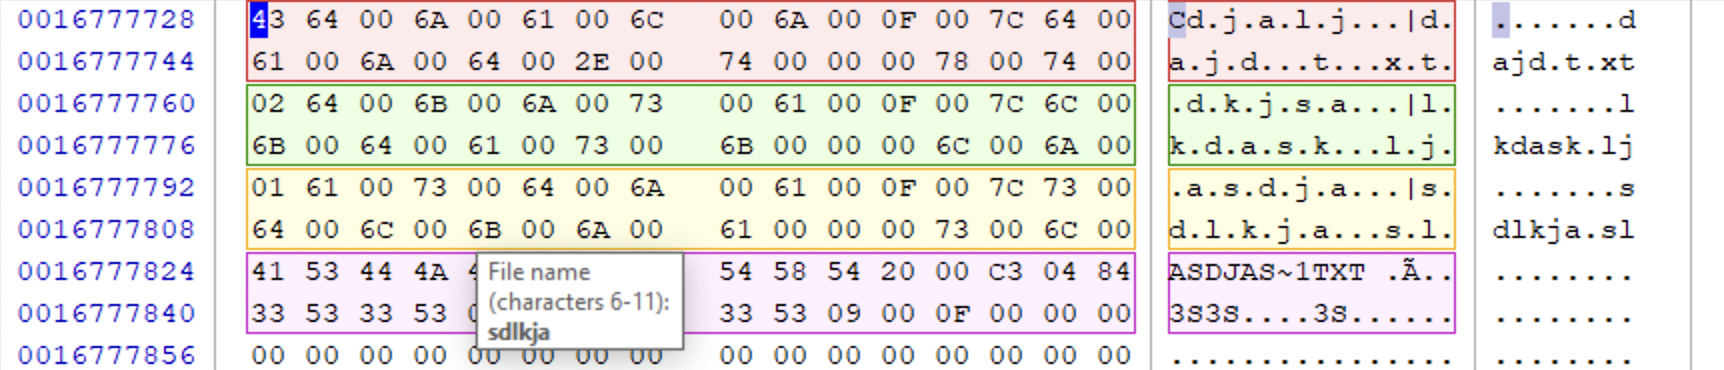 0016777728 43 64 00 6A 00 61 00 6C 00 6A 00 0F 00 7C 64 00 Cd.j.a.l.j...|d. .......d
0016777744 61 00 6A 00 64 00 2E 00 74 00 00 00 78 00 74 00 a.j.d...t...x.t. ajd.t.xt
0016777760 02 64 00 6B 00 6A 00 73 00 61 00 0F 00 7C 6C 00 .d.k.j.s.a...|l. .......l
0016777776 6B 00 64 00 61 00 73 00 6B 00 00 00 6C 00 6A 00 k.d.a.s.k...l.j. kdask.lj
0016777792 01 61 00 73 00 64 00 6A 00 61 00 0F 00 7C 73 00 .a.s.d.j.a...|s. .......s
0016777808 64 00 6C 00 6B 00 6A 00 61 00 00 00 73 00 6C 00 d.l.k.j.a...s.l. dlkja.sl
0016777824 41 53 44 4A 54 58 54 20 00 C3 04 84 ASDJAS~1TXT .Ã.. ........
0016777840 33 53 33 53 33 53 09 00 0F 00 00 00 3S3S....3S...... ........
0016777856 00 00 00 00 00 00 00 00 00 00 00 00 00 00 00 00 ................ ........
File name
(characters 6-11):
sdlkja